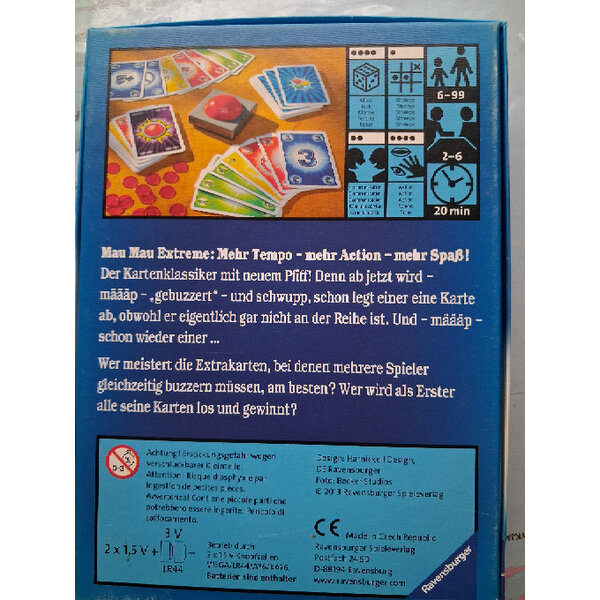 3
6-99
2-6
20 min
Mau Mau Extreme: Mehr Tempo – mehr Action – mehr Spaß!
Der Kartenklassiker mit neuem Pfiff! Denn ab jetzt wird –
määäp – „gebuzzert“ – und schwupp, schon legt einer eine Karte
ab, obwohl er eigentlich gar nicht an der Reihe ist. Und – määäp –
schon wieder einer ...
Wer meistert die Extrakarten, bei denen mehrere Spieler
gleichzeitig buzzern müssen, am besten? Wer wird als Erster
alle seine Karten los und gewinnt?
0-3
Achtung! Erstickungsgefahr wegen
verschluckbarer Kleinteile.
Attention! Risque d'asphyxie par
ingestion de petites pièces.
Avvertenza! Contiene piccole particelle
potrebbero essere ingerite. Pericolo di
soffocamento.
3 V
2 x 1,5 V +
LR44
Betrieb durch
2 x 1,5 V Knopfzellen
Batterien sind enthalten
Design:
DE Ravensburger
Foto: Becker Studios
© 2013 Ravensburger Spieleverlag
CE Made in Czech Republic
Ravensburger Spieleverlag
Postfach 24 60
D-88194 Ravensburg
www.ravensburger.com
Ravensburger